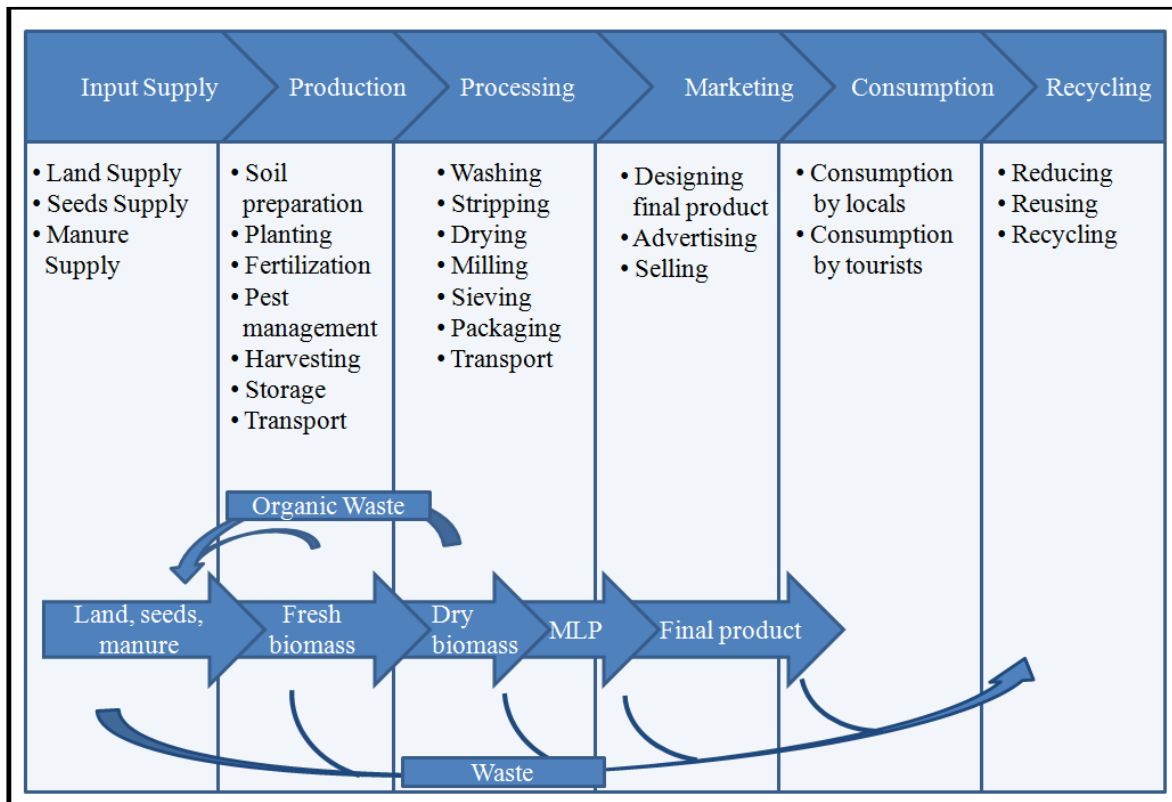 Input Supply
Production
Processing
Marketing
Consumption
Recycling
• Land Supply
• Seeds Supply
• Manure
Supply
• Soil
preparation
• Planting
• Fertilization
• Pest
management
• Harvesting
• Storage
• Transport
• Washing
• Stripping
• Drying
• Milling
• Sieving
• Packaging
• Transport
• Designing
final product
• Advertising
• Selling
• Consumption
by locals
• Consumption
by tourists
• Reducing
• Reusing
• Recycling
Organic Waste
Land, seeds,
manure
Fresh
biomass
Dry
biomass
MLP
Final product
Waste